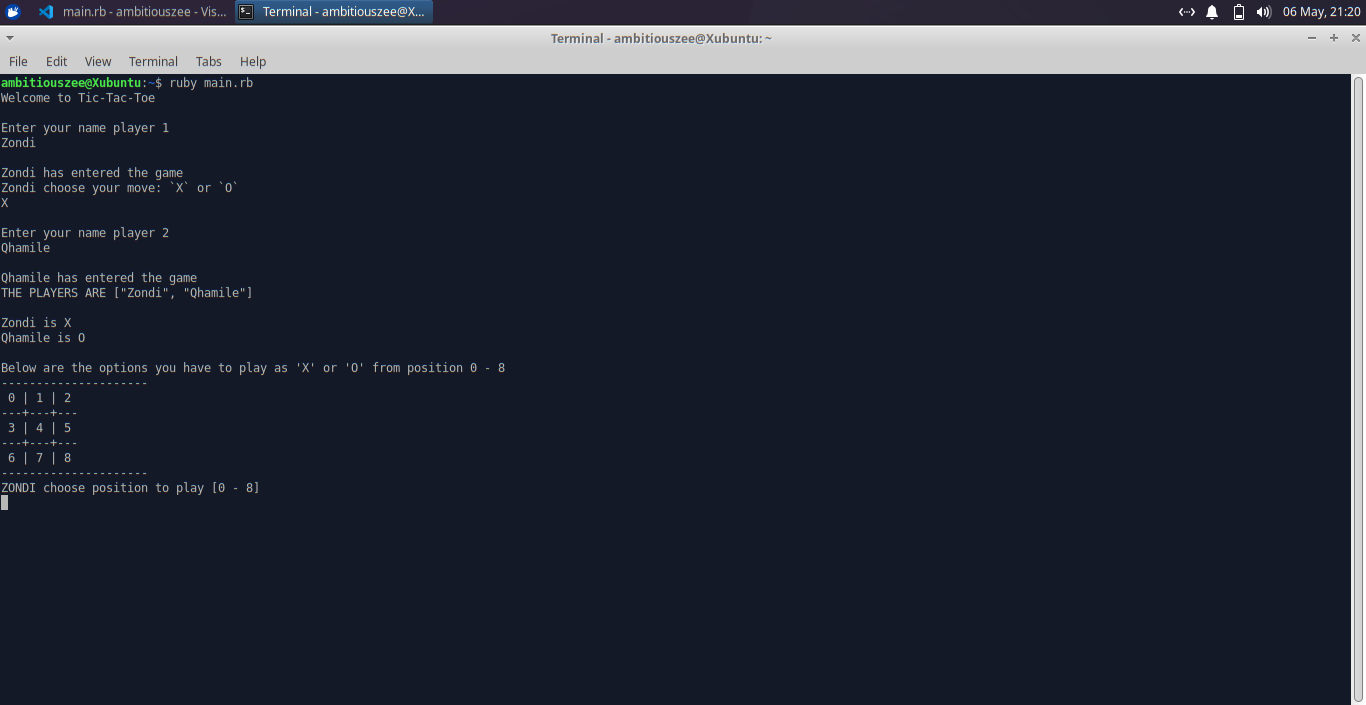 main.rb - ambitiouszee - Vis...
Terminal - ambitiouszee@X...
06 May, 21:20
Terminal - ambitiouszee@Xubuntu: ~
File Edit View Terminal Tabs Help
ambitiouszee@Xubuntu:~$ ruby main.rb
Welcome to Tic-Tac-Toe
Enter your name player 1
Zondi
Zondi has entered the game
Zondi choose your move: `X` or `O`
X
Enter your name player 2
Qhamile
Qhamile has entered the game
THE PLAYERS ARE ["Zondi", "Qhamile"]
Zondi is X
Qhamile is O
Below are the options you have to play as 'X' or 'O' from position 0 - 8
---------------------
 0 | 1 | 2
---+---+---
 3 | 4 | 5
---+---+---
 6 | 7 | 8
---------------------
ZONDI choose position to play [0 - 8]